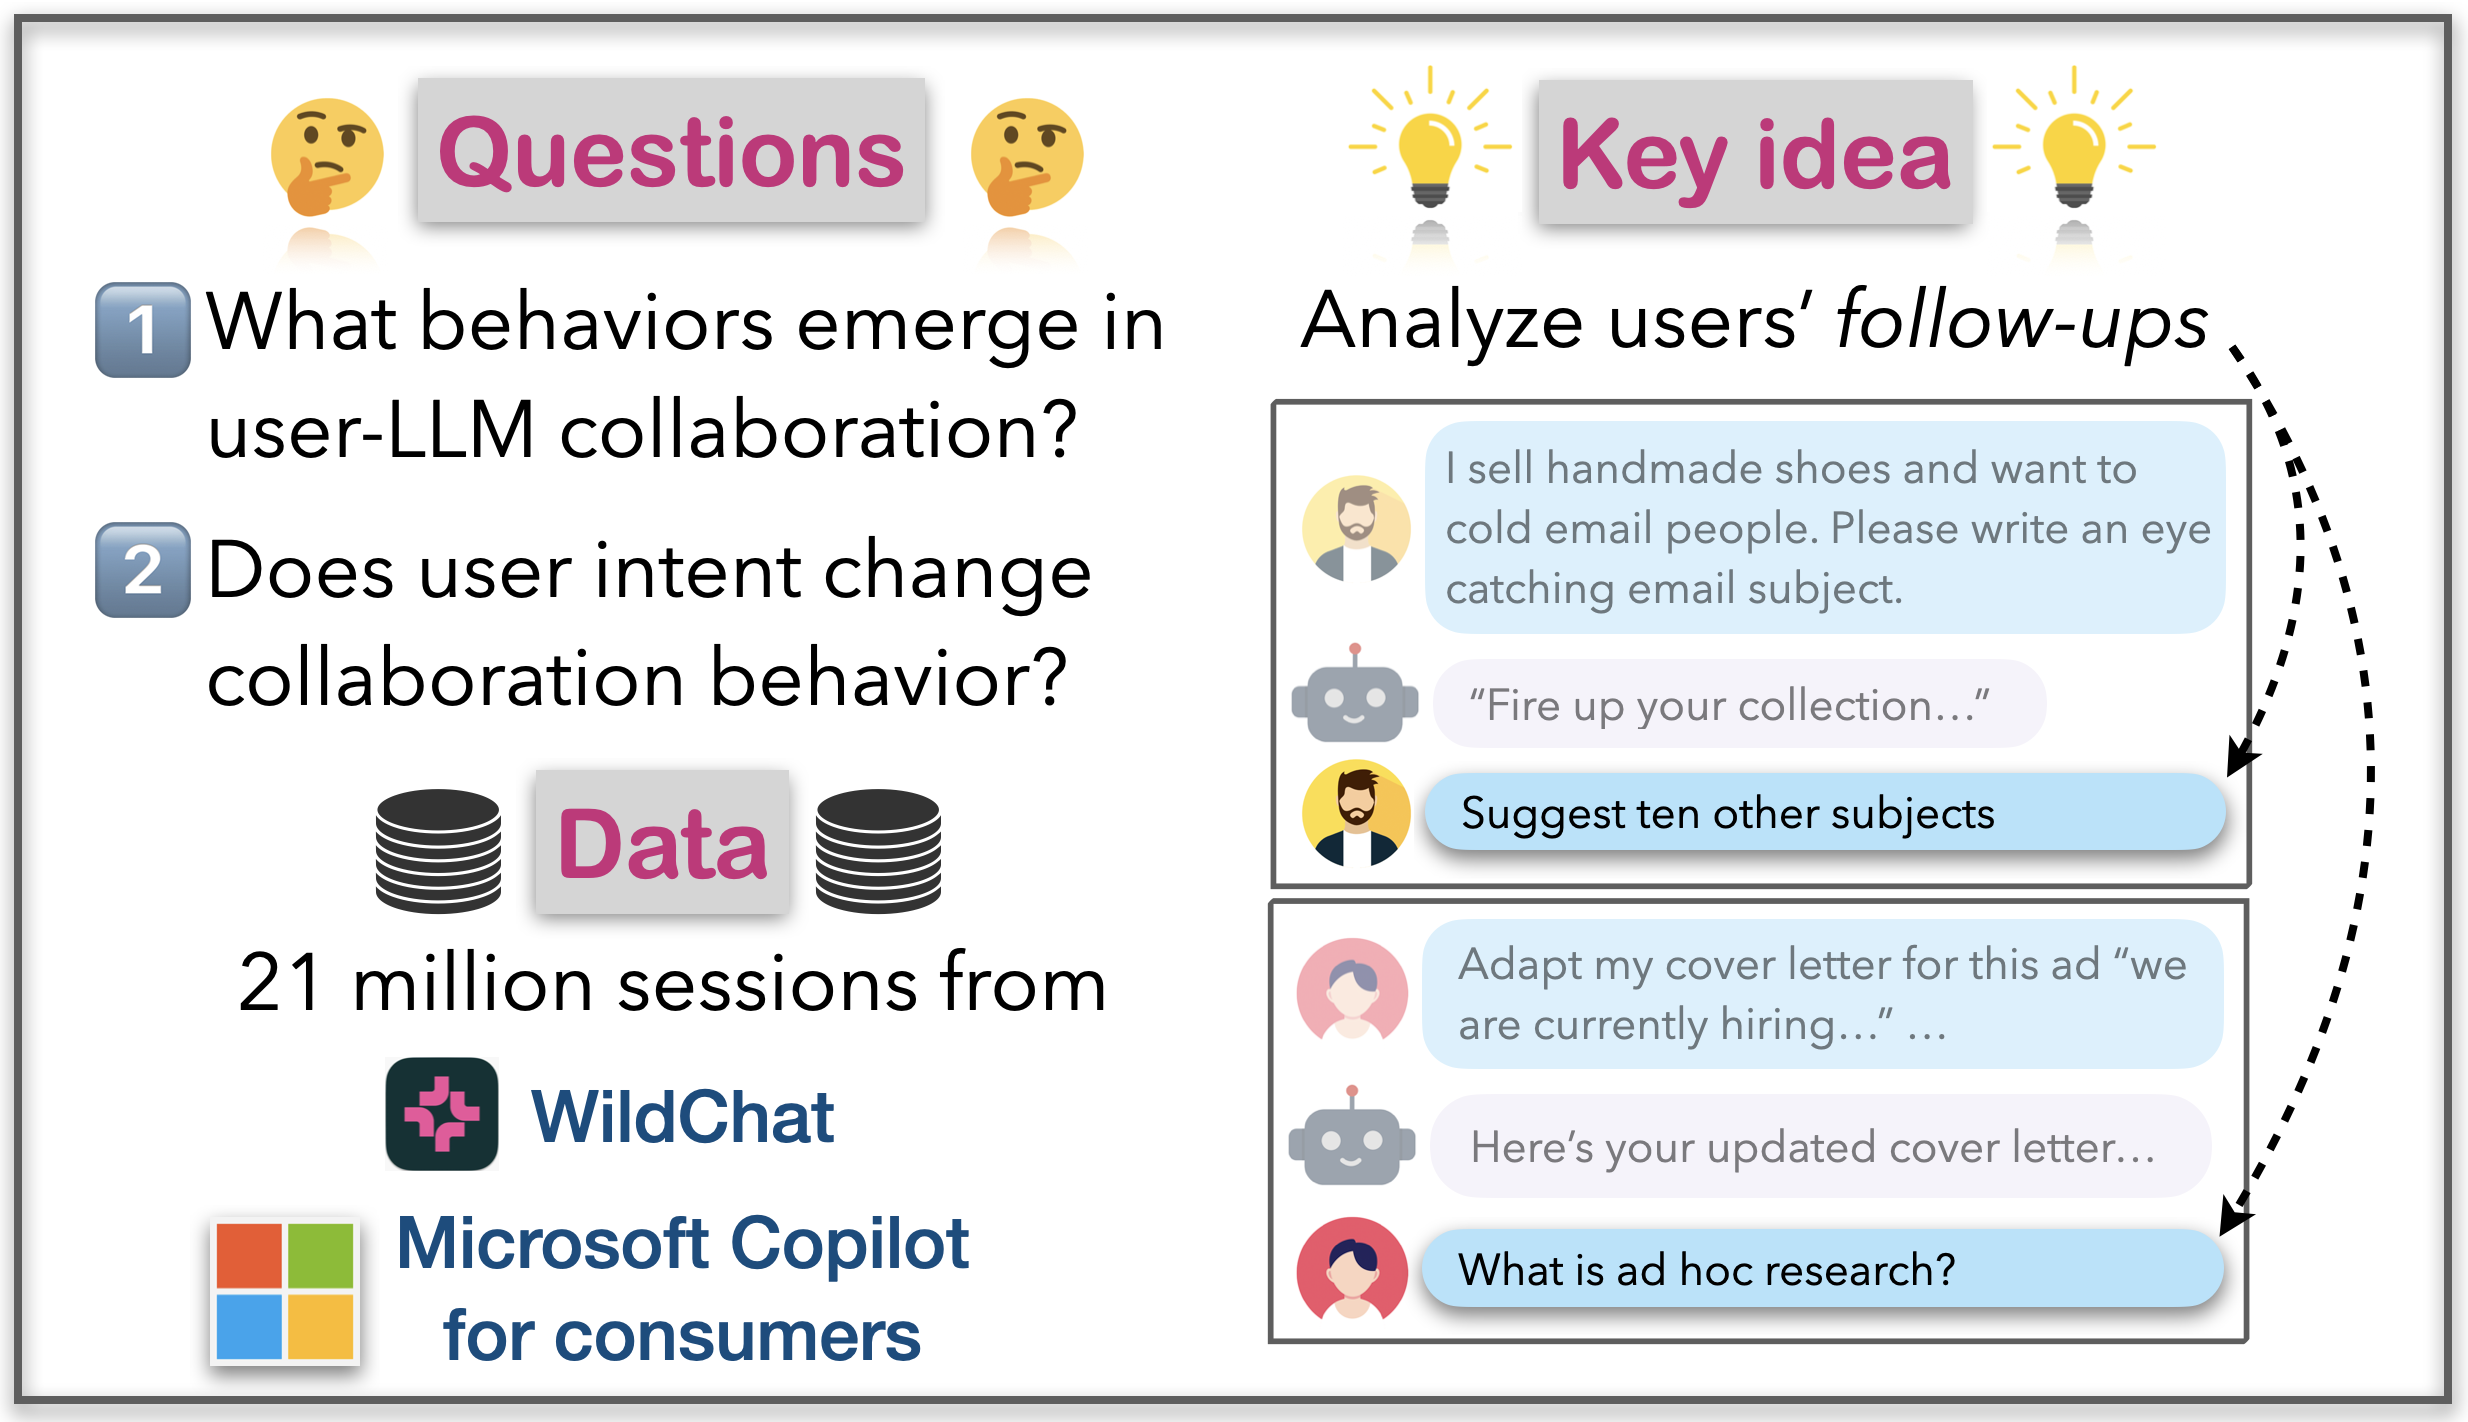 Questions
1 What behaviors emerge in
user-LLM collaboration?
2 Does user intent change
collaboration behavior?
Data
21 million sessions from
WildChat
Microsoft Copilot
for consumers
Key idea
Analyze users’ follow-ups
I sell handmade shoes and want to
cold email people. Please write an eye
catching email subject.
“Fire up your collection…”
Suggest ten other subjects
Adapt my cover letter for this ad “we
are currently hiring…” …
Here’s your updated cover letter…
What is ad hoc research?